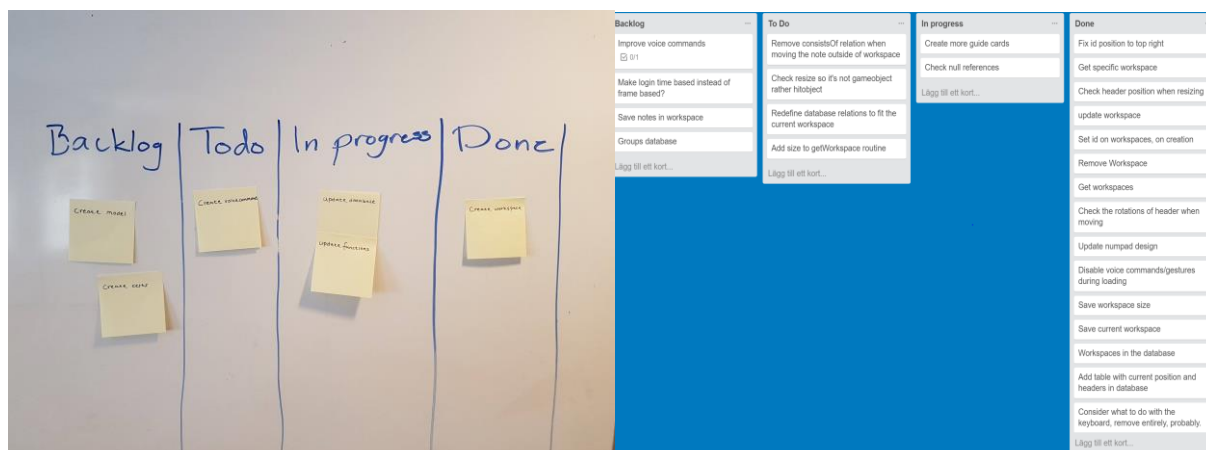 Backlog
Todo
In progress
Done
Create model
Create
Create
Update database
Update functions
Create workspace
Backlog
Improve voice commands
0/1
Make login time based instead of
frame based?
Save notes in workspace
Groups database
Lägg till ett kort...
To Do
Remove consistsOf relation when
moving the note outside of workspace
Check resize so it's not gameobject
rather hitobject
Redefine database relations to fit the
current workspace
Add size to getWorkspace routine
Lägg till ett kort...
In progress
Create more guide cards
Check null references
Lägg till ett kort...
Done
Fix id position to top right
Get specific workspace
Check header position when resizing
update workspace
Set id on workspaces, on creation
Remove Workspace
Get workspaces
Check the rotations of header when
moving
Update numpad design
Disable voice commands/gestures
during loading
Save workspace size
Save current workspace
Workspaces in the database
Add table with current position and
headers in database
Consider what to do with the
keyboard, remove entirely, probably.
Lägg till ett kort...